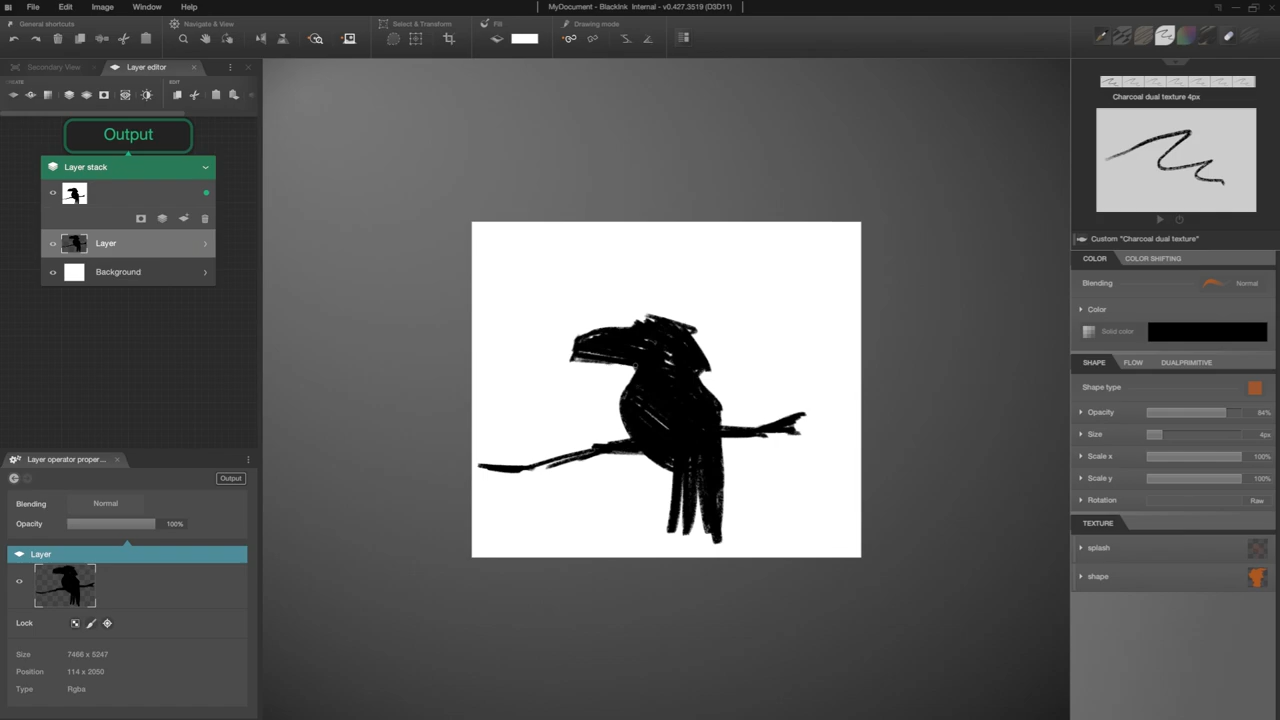 BI File Edit Image Window Help MyDocument - BlackInk Internal - v0.427.3519 (D3D11)
General shortcuts Navigate & View Select & Transform Fill Drawing mode
Secondary View Layer editor
CREATE EDIT
Output
Layer stack
Layer
Background
Layer operator proper...
Output
Blending Normal
Opacity 100%
Layer
Lock
Size 7466 x 5247
Position 114 x 2050
Type Rgba
Charcoal dual texture 4px
Custom "Charcoal dual texture"
COLOR COLOR SHIFTING
Blending Normal
Color
Solid color
SHAPE FLOW DUALPRIMITIVE
Shape type
Opacity 84%
Size 4px
Scale x 100%
Scale y 100%
Rotation Raw
TEXTURE
splash
shape